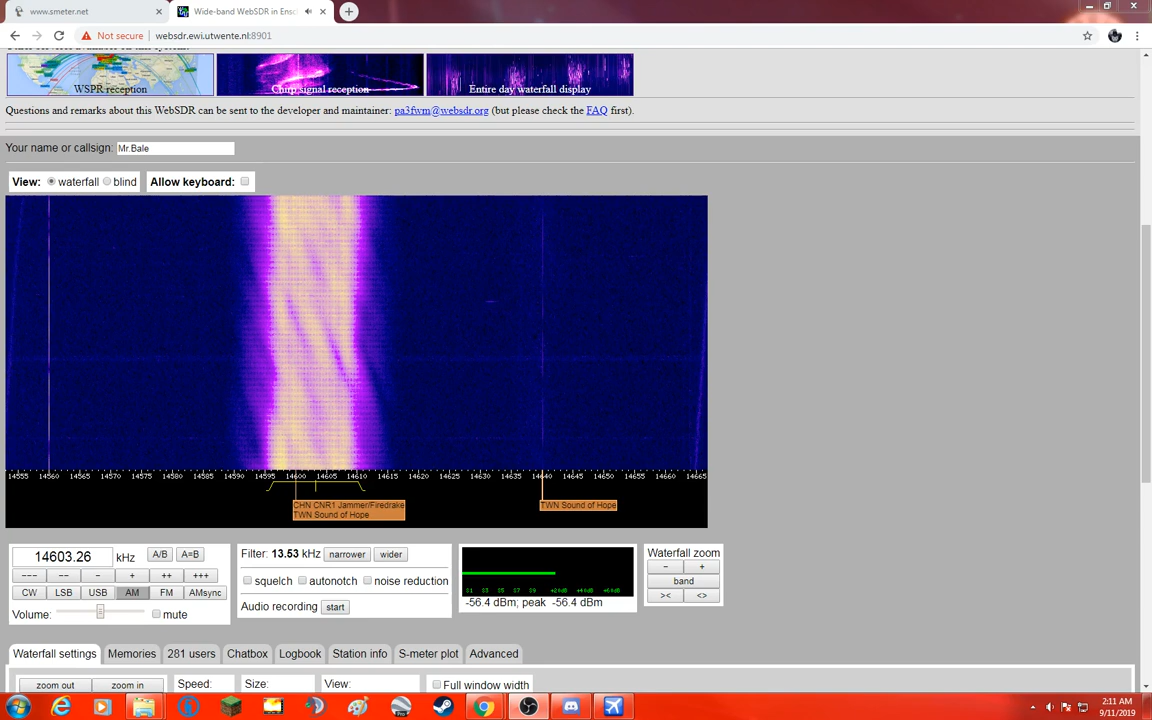 www.smeter.net
Wide-band WebSDR in Ensc
Not secure
websdr.ewi.utwente.nl:8901
WSPR reception
Chirp signal reception
Entire day waterfall display
Questions and remarks about this WebSDR can be sent to the developer and maintainer: pa3fwm@websdr.org (but please check the FAQ first).
Your name or callsign: Mr.Bale
View: waterfall blind Allow keyboard:
14555 14560 14565 14570 14575 14580 14585 14590 14595 14600 14605 14610 14615 14620 14625 14630 14635 14640 14645 14650 14655 14660 14665
CHN CNR1 Jammer/Firedrake
TWN Sound of Hope
TWN Sound of Hope
14603.26 kHz A/B A=B
--- -- - + ++ +++
CW LSB USB AM FM AMsync
Volume: mute
Filter: 13.53 kHz narrower wider
squelch autonotch noise reduction
Audio recording start
S1 S3 S5 S7 S9 +20dB +40dB +60dB
-56.4 dBm; peak -56.4 dBm
Waterfall zoom
- +
band
>< <>
Waterfall settings Memories 281 users Chatbox Logbook Station info S-meter plot Advanced
zoom out zoom in Speed: Size: View: Full window width
2:11 AM
9/11/2019